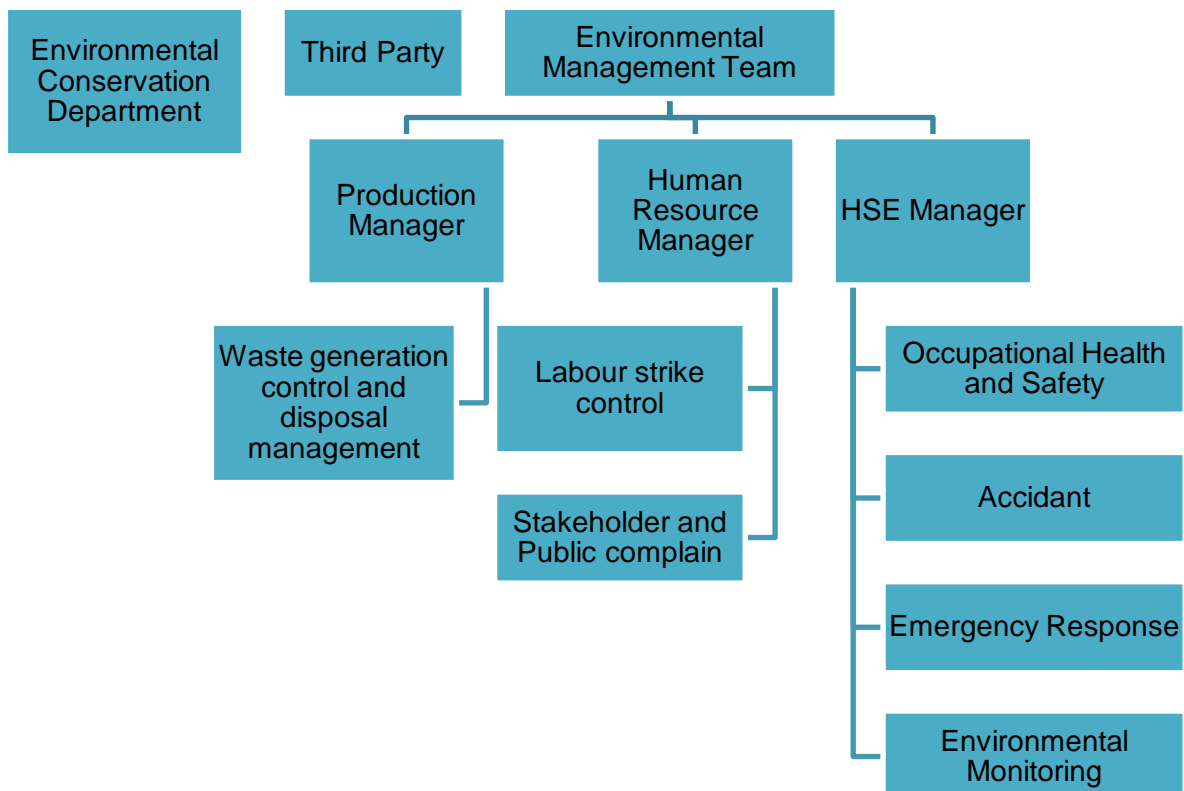 Environmental
Conservation
Department
Third Party
Environmental
Management Team
Production
Manager
Human
Resource
Manager
HSE Manager
Waste generation
control and
disposal
management
Labour strike
control
Stakeholder and
Public complain
Occupational Health
and Safety
Accidant
Emergency Response
Environmental
Monitoring